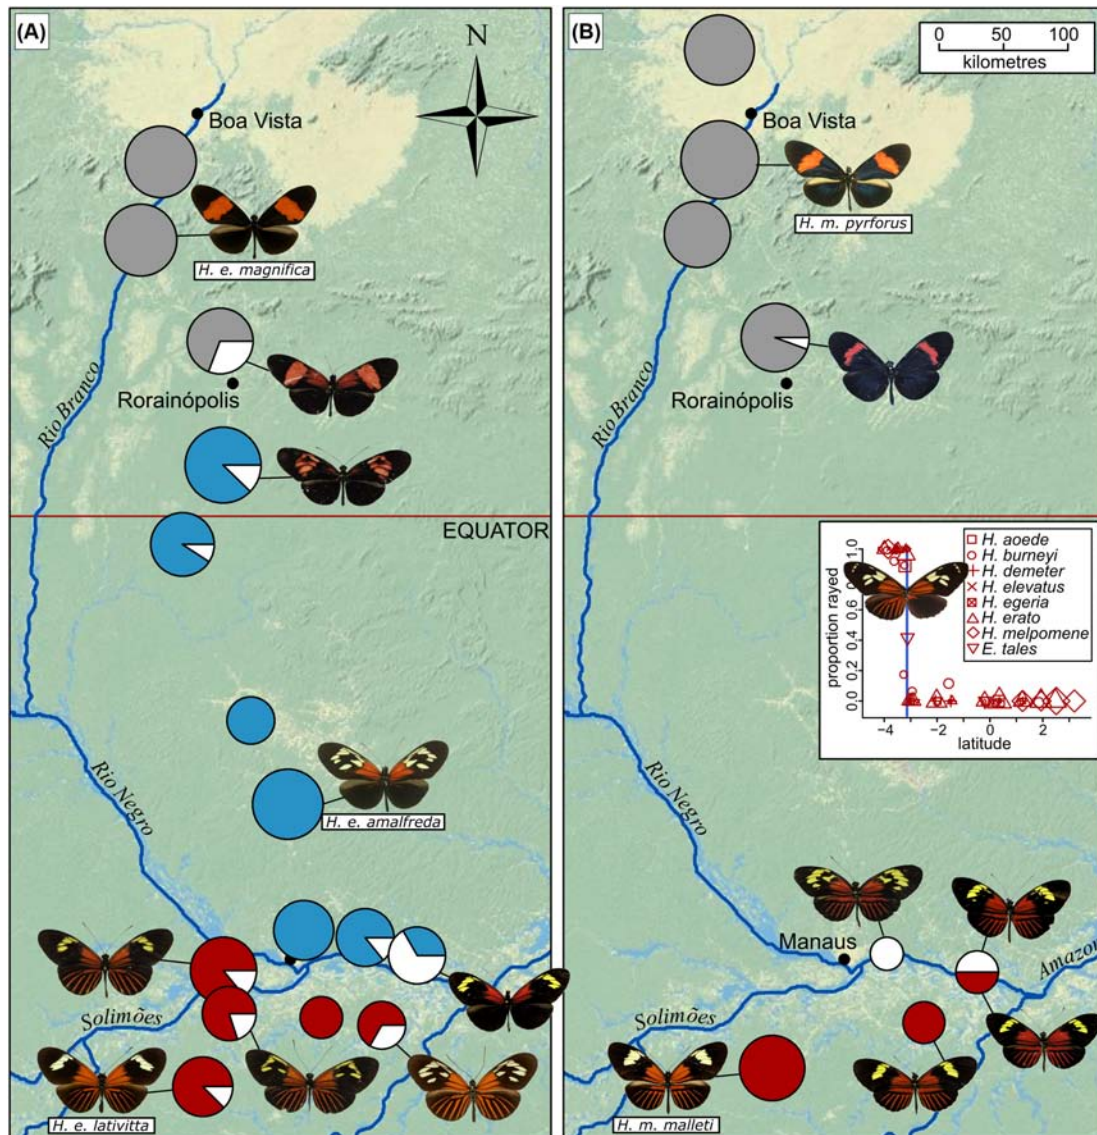 (A)
N
Boa Vista
H. e. magnifica
Rorainópolis
Rio Branco
EQUATOR
Rio Negro
H. e. amalfreda
Solimões
H. e. lativitta
(B)
0 50 100
kilometres
Boa Vista
H. m. pyrforus
Rorainópolis
Rio Branco
proportion rayed
0.0 0.2 0.4 0.6 1.0
−4 −2 0 2
latitude
H. aoede
H. burneyi
H. demeter
H. elevatus
H. egeria
H. erato
H. melpomene
E. tales
Rio Negro
Manaus
Amazon
Solimões
H. m. malleti